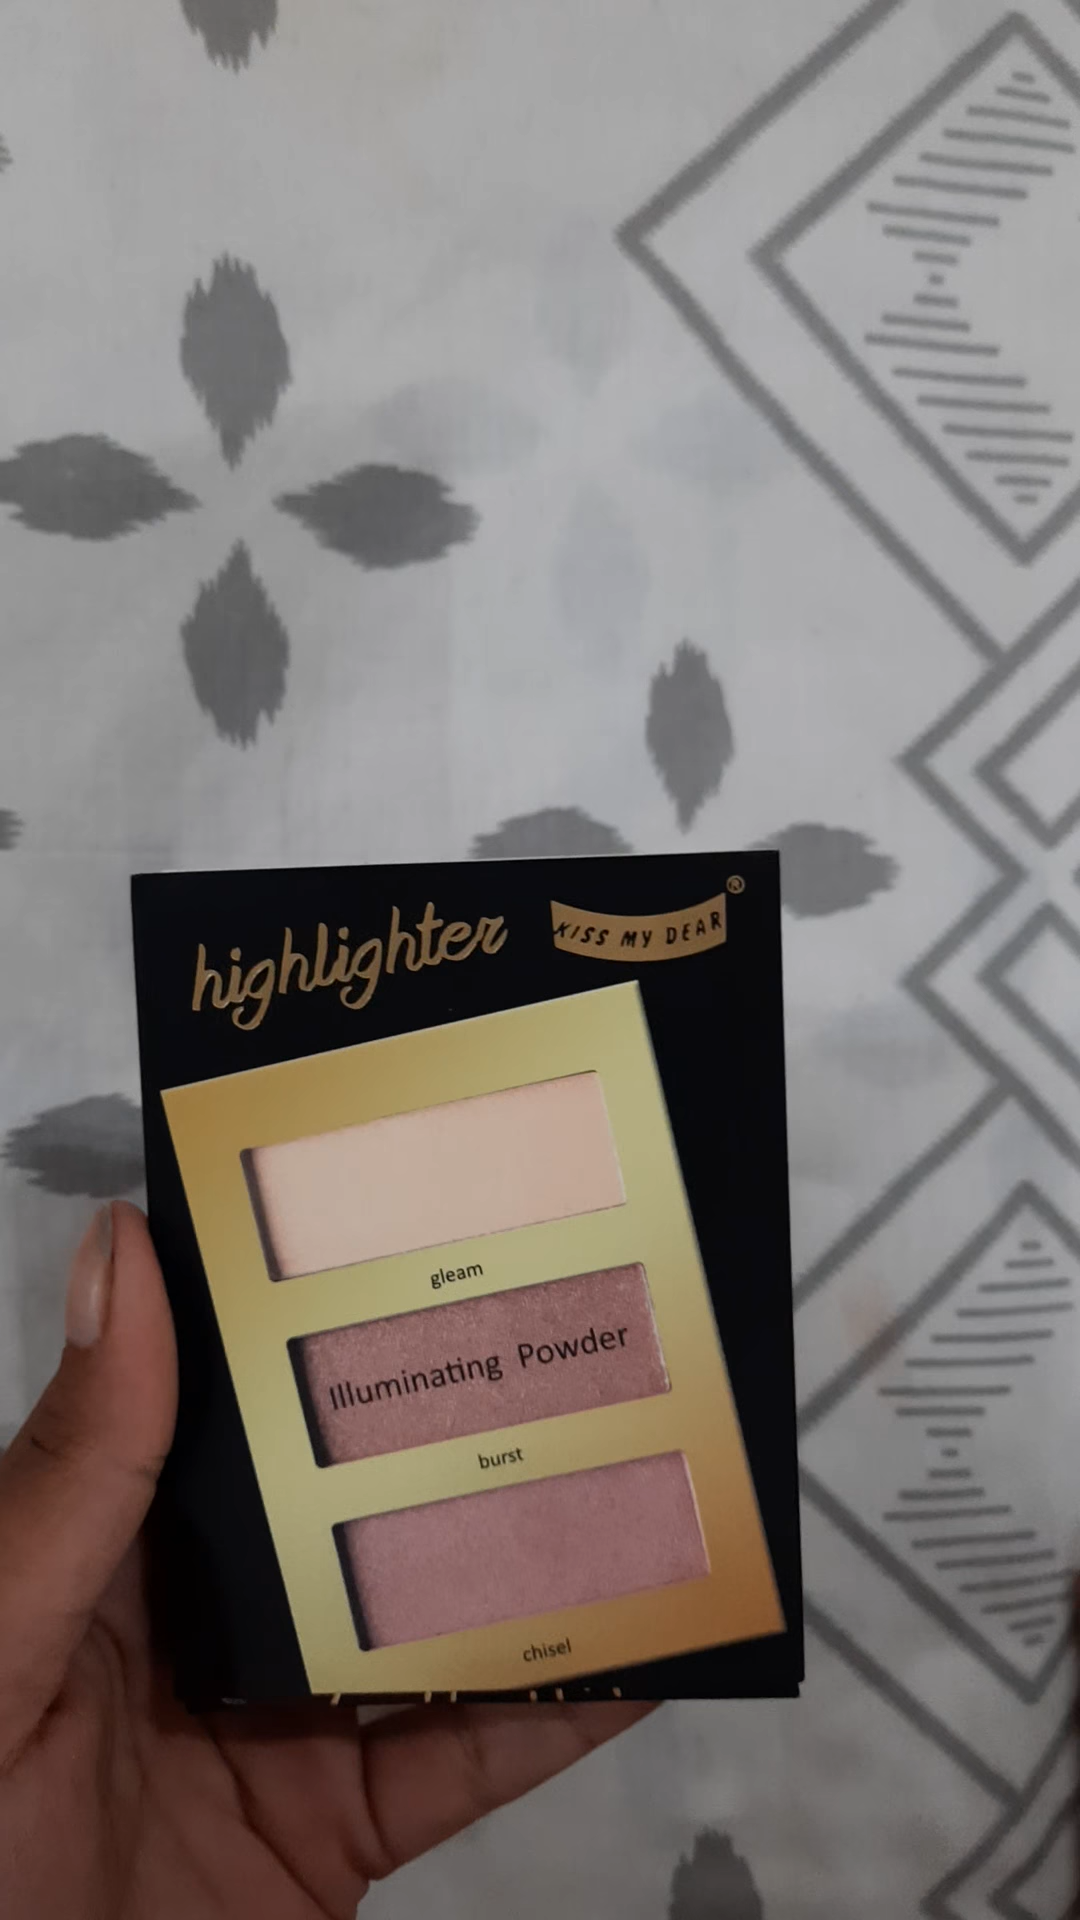 highlighter
KISS MY DEAR®
gleam
Illuminating Powder
burst
chisel